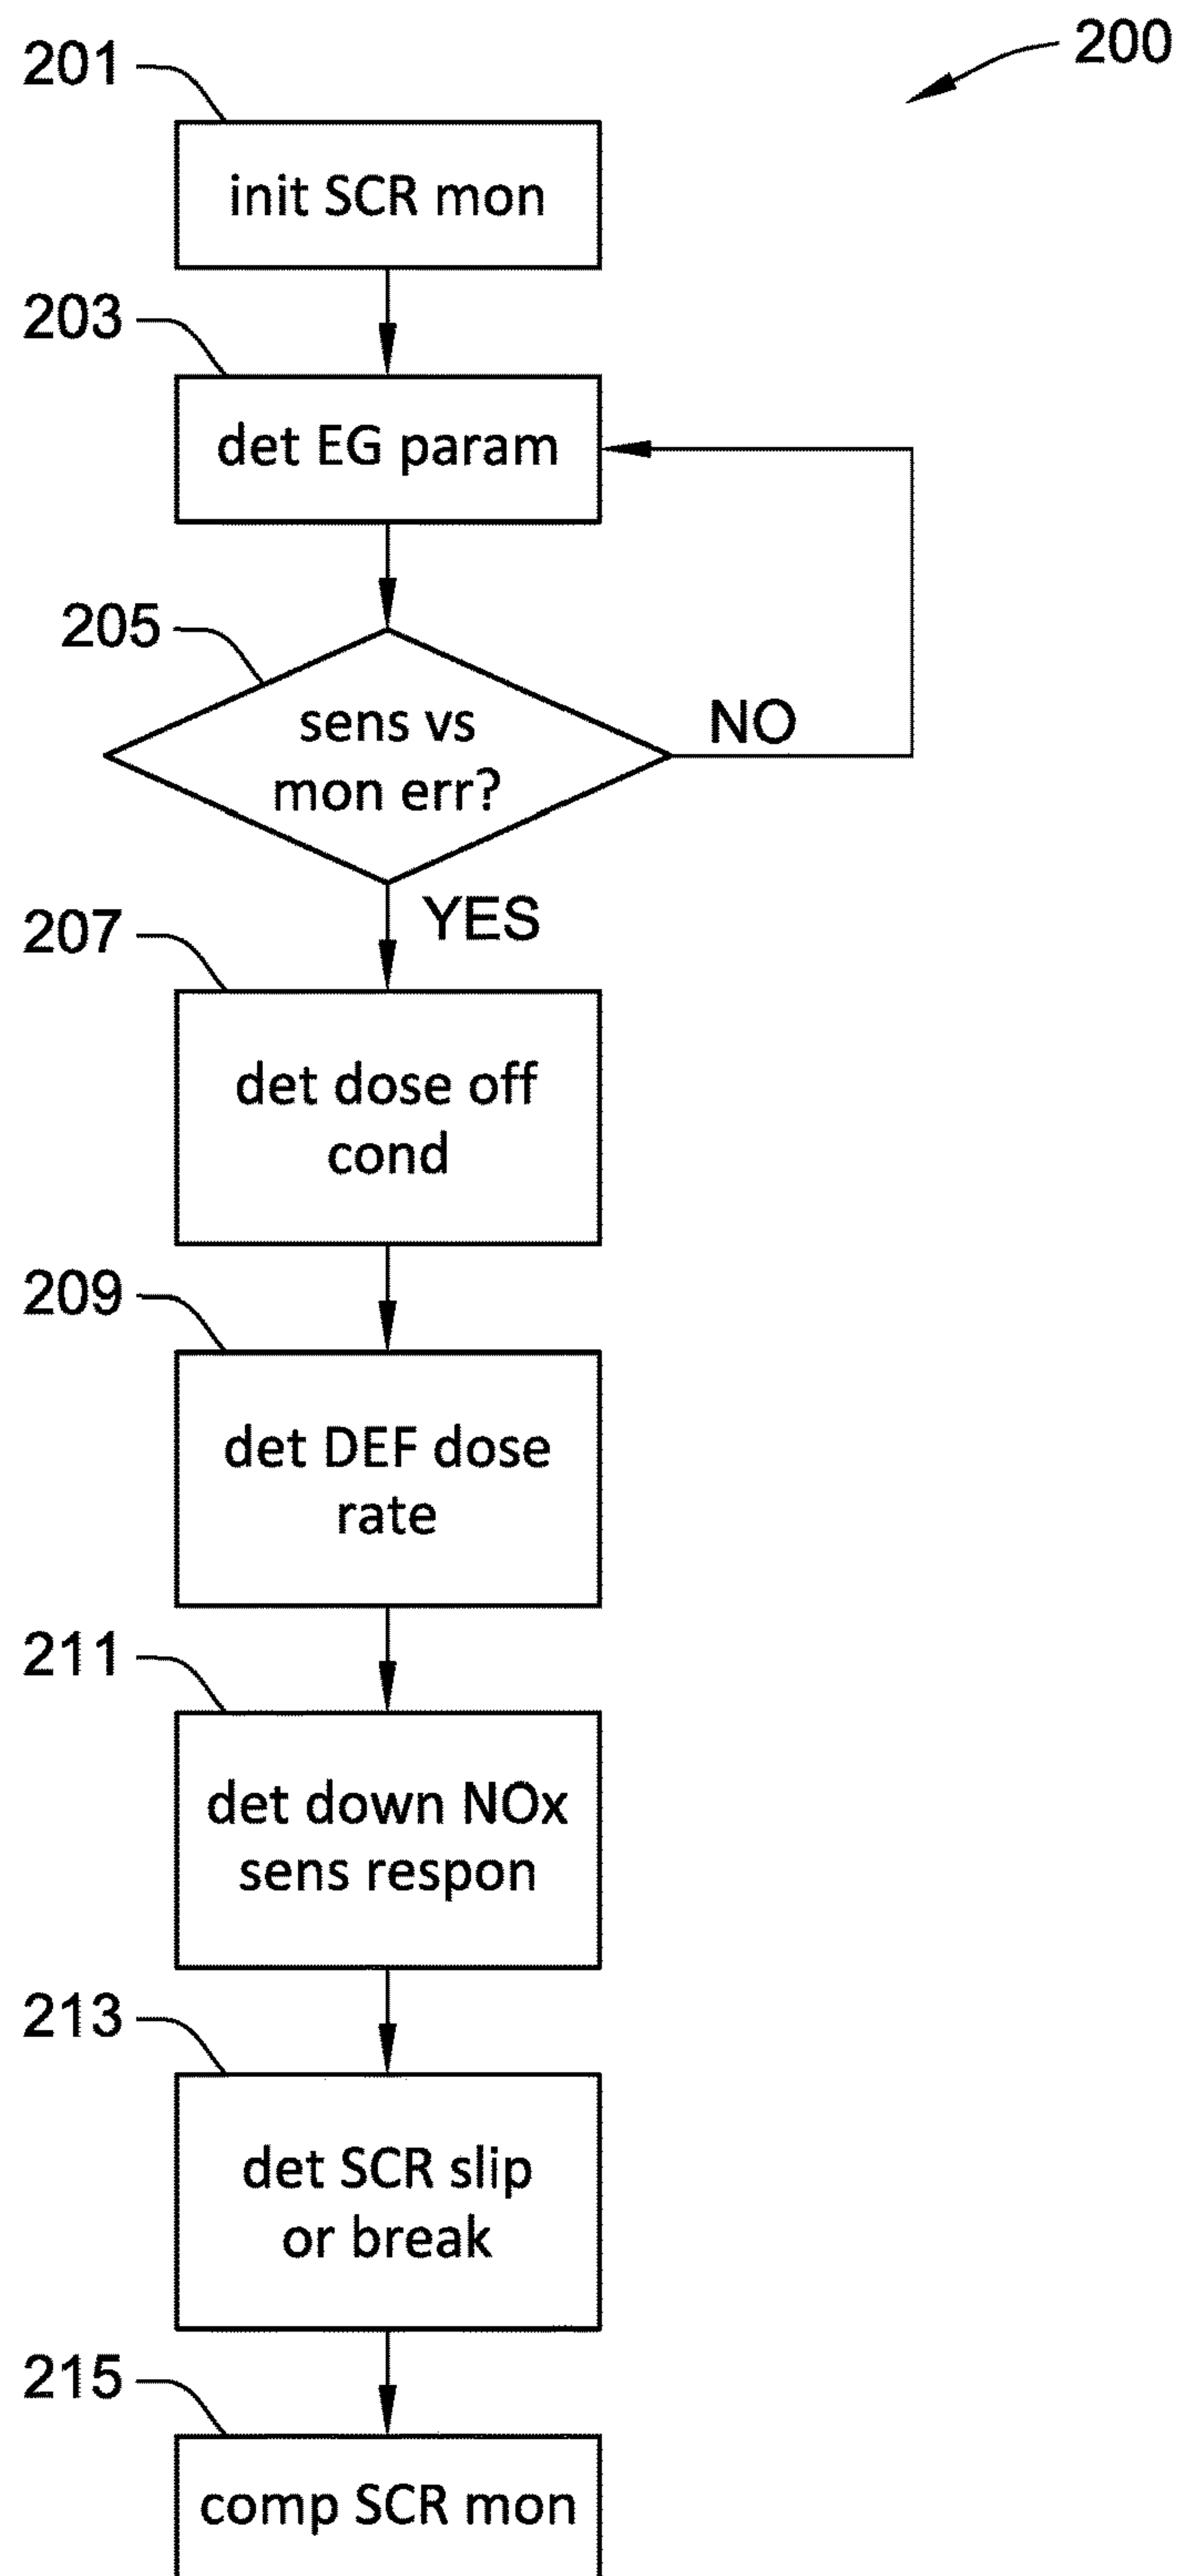 200
201
init SCR mon
203
det EG param
205
sens vs
mon err?
NO
YES
207
det dose off
cond
209
det DEF dose
rate
211
det down NOx
sens respon
213
det SCR slip
or break
215
comp SCR mon